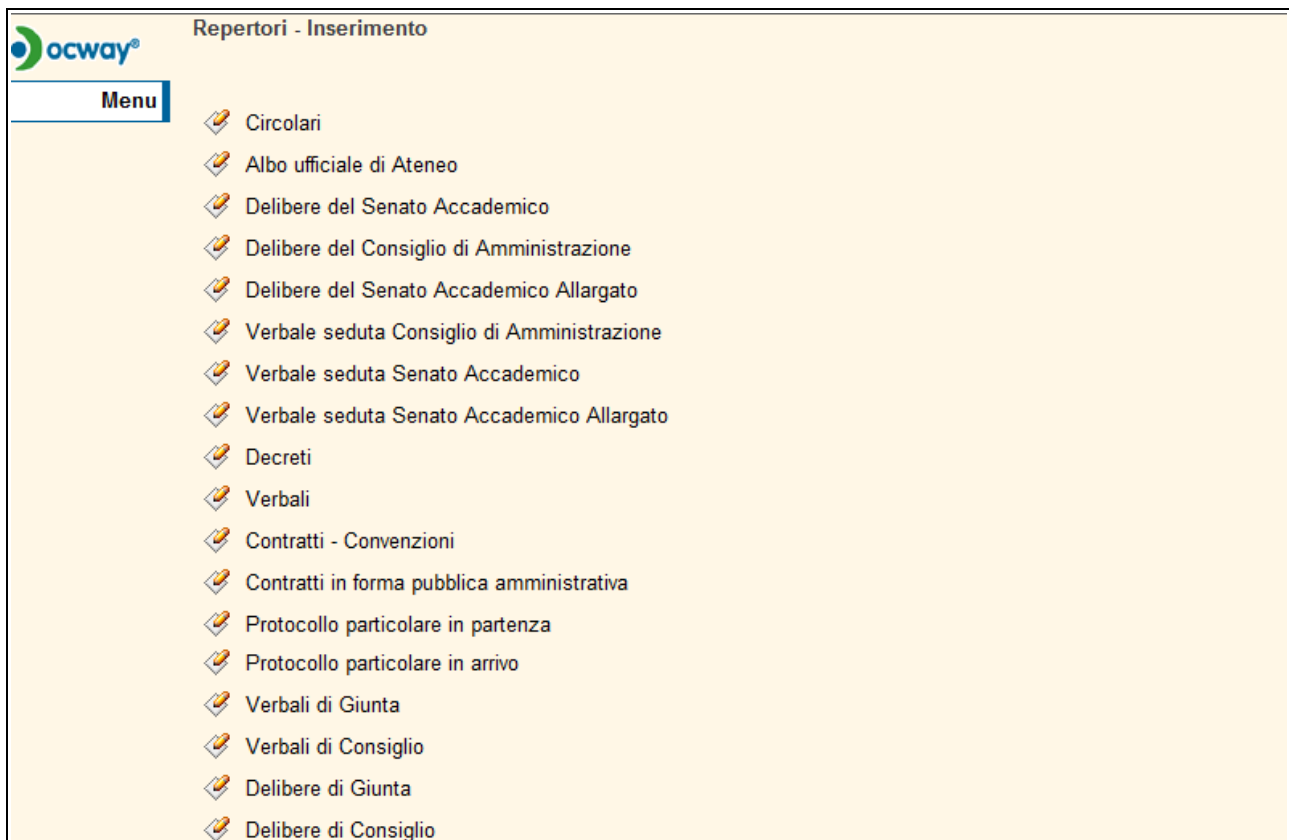 Repertori - Inserimento
ocway®
Menu
Circolari
Albo ufficiale di Ateneo
Delibere del Senato Accademico
Delibere del Consiglio di Amministrazione
Delibere del Senato Accademico Allargato
Verbale seduta Consiglio di Amministrazione
Verbale seduta Senato Accademico
Verbale seduta Senato Accademico Allargato
Decreti
Verbali
Contratti - Convenzioni
Contratti in forma pubblica amministrativa
Protocollo particolare in partenza
Protocollo particolare in arrivo
Verbali di Giunta
Verbali di Consiglio
Delibere di Giunta
Delibere di Consiglio